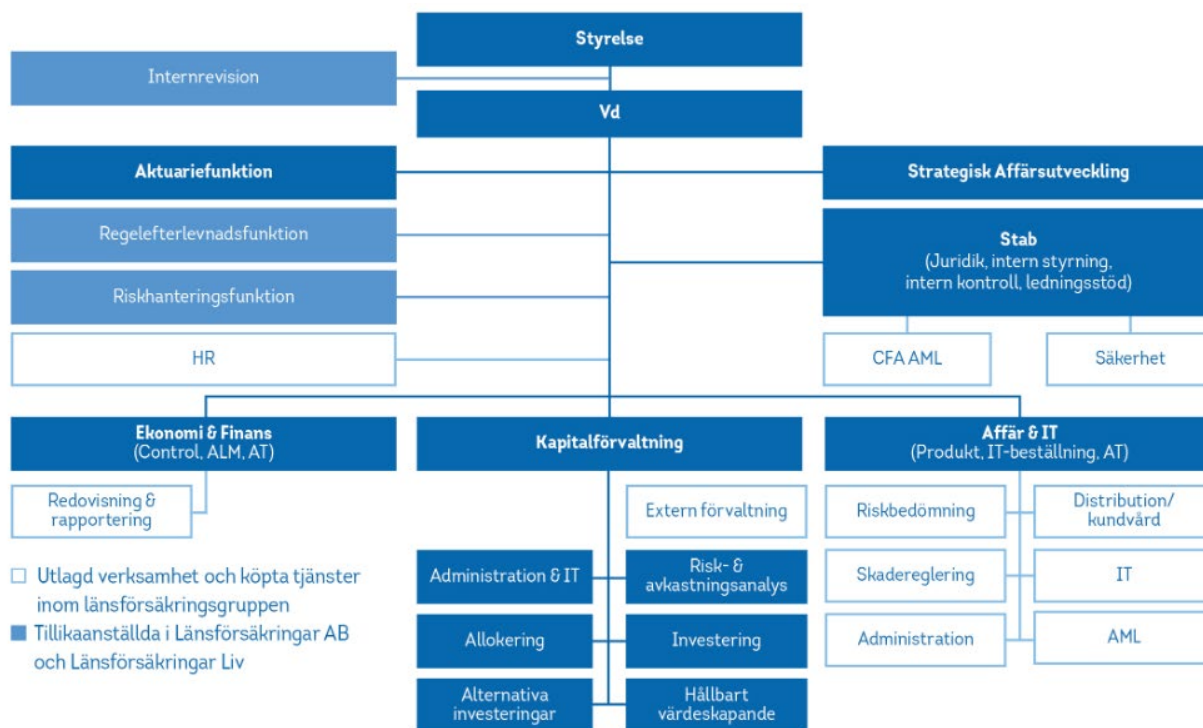 Styrelse
Internrevision
Vd
Aktuariefunktion
Strategisk Affärsutveckling
Regelefterlevnadsfunktion
Stab
(Juridik, intern styrning,
intern kontroll, ledningsstöd)
Riskhanteringsfunktion
HR
CFA AML
Säkerhet
Ekonomi & Finans
(Control, ALM, AT)
Kapitalförvaltning
Affär & IT
(Produkt, IT-beställning, AT)
Redovisning &
rapportering
Extern förvaltning
Riskbedömning
Distribution/
kundvård
Administration & IT
Risk- &
avkastningsanalys
Skadereglering
IT
Allokering
Investering
Administration
AML
Alternativa
investeringar
Hållbart
värdeskapande
Utlagd verksamhet och köpta tjänster
inom länsförsäkringsgruppen
Tillikaanställda i Länsförsäkringar AB
och Länsförsäkringar Liv